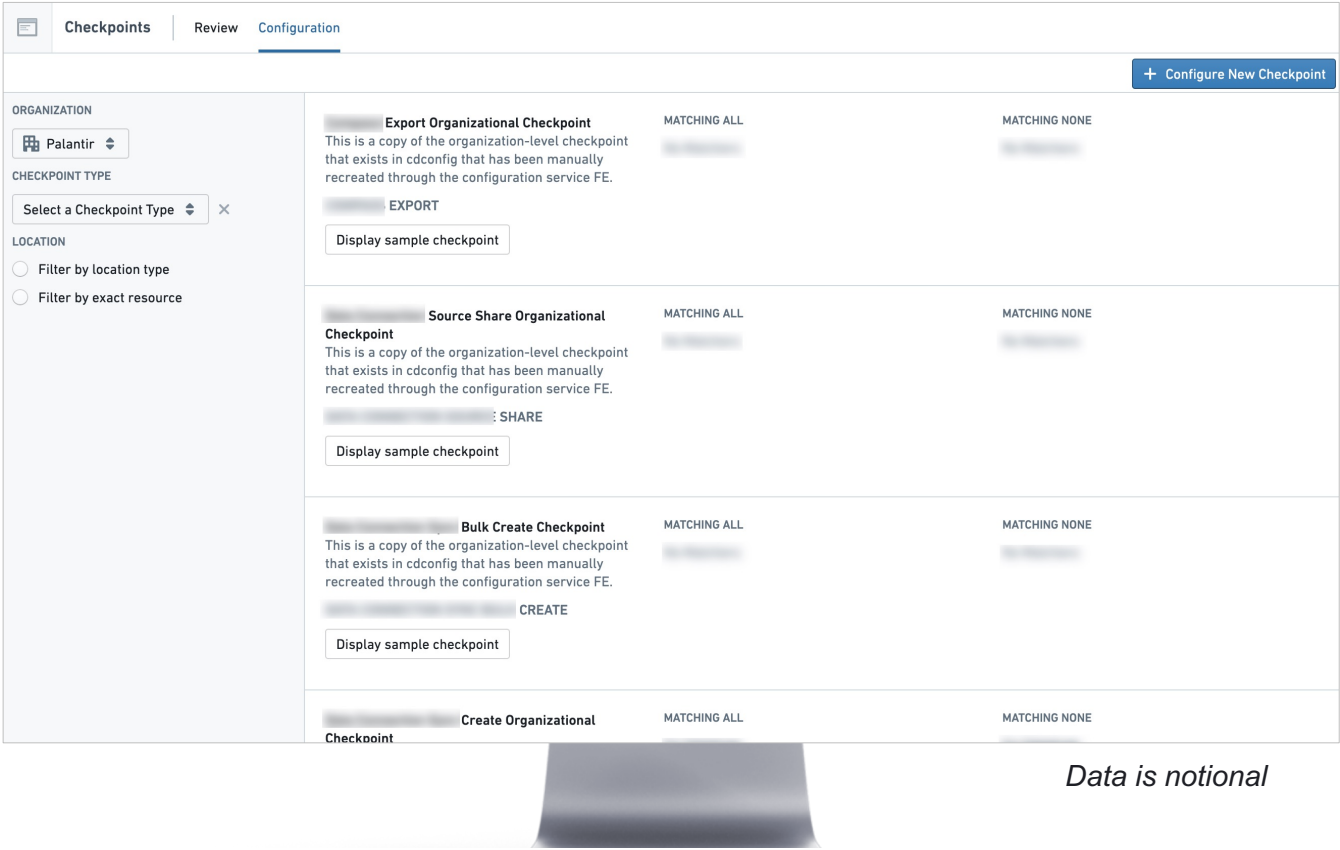 Checkpoints
Review
Configuration
+ Configure New Checkpoint
ORGANIZATION
Palantir
CHECKPOINT TYPE
Select a Checkpoint Type
LOCATION
Filter by location type
Filter by exact resource
Export Organizational Checkpoint
This is a copy of the organization-level checkpoint
that exists in cdconfig that has been manually
recreated through the configuration service FE.
EXPORT
Display sample checkpoint
MATCHING ALL
MATCHING NONE
Source Share Organizational
Checkpoint
This is a copy of the organization-level checkpoint
that exists in cdconfig that has been manually
recreated through the configuration service FE.
SHARE
Display sample checkpoint
MATCHING ALL
MATCHING NONE
Bulk Create Checkpoint
This is a copy of the organization-level checkpoint
that exists in cdconfig that has been manually
recreated through the configuration service FE.
CREATE
Display sample checkpoint
MATCHING ALL
MATCHING NONE
Create Organizational
Checkpoint
MATCHING ALL
MATCHING NONE
Data is notional